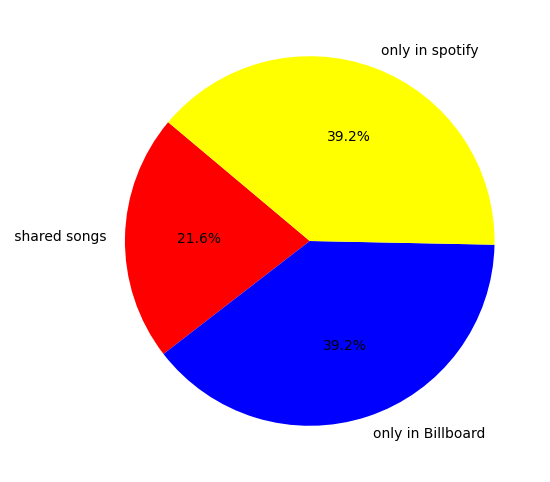 only in spotify
39.2%
shared songs
21.6%
39.2%
only in Billboard